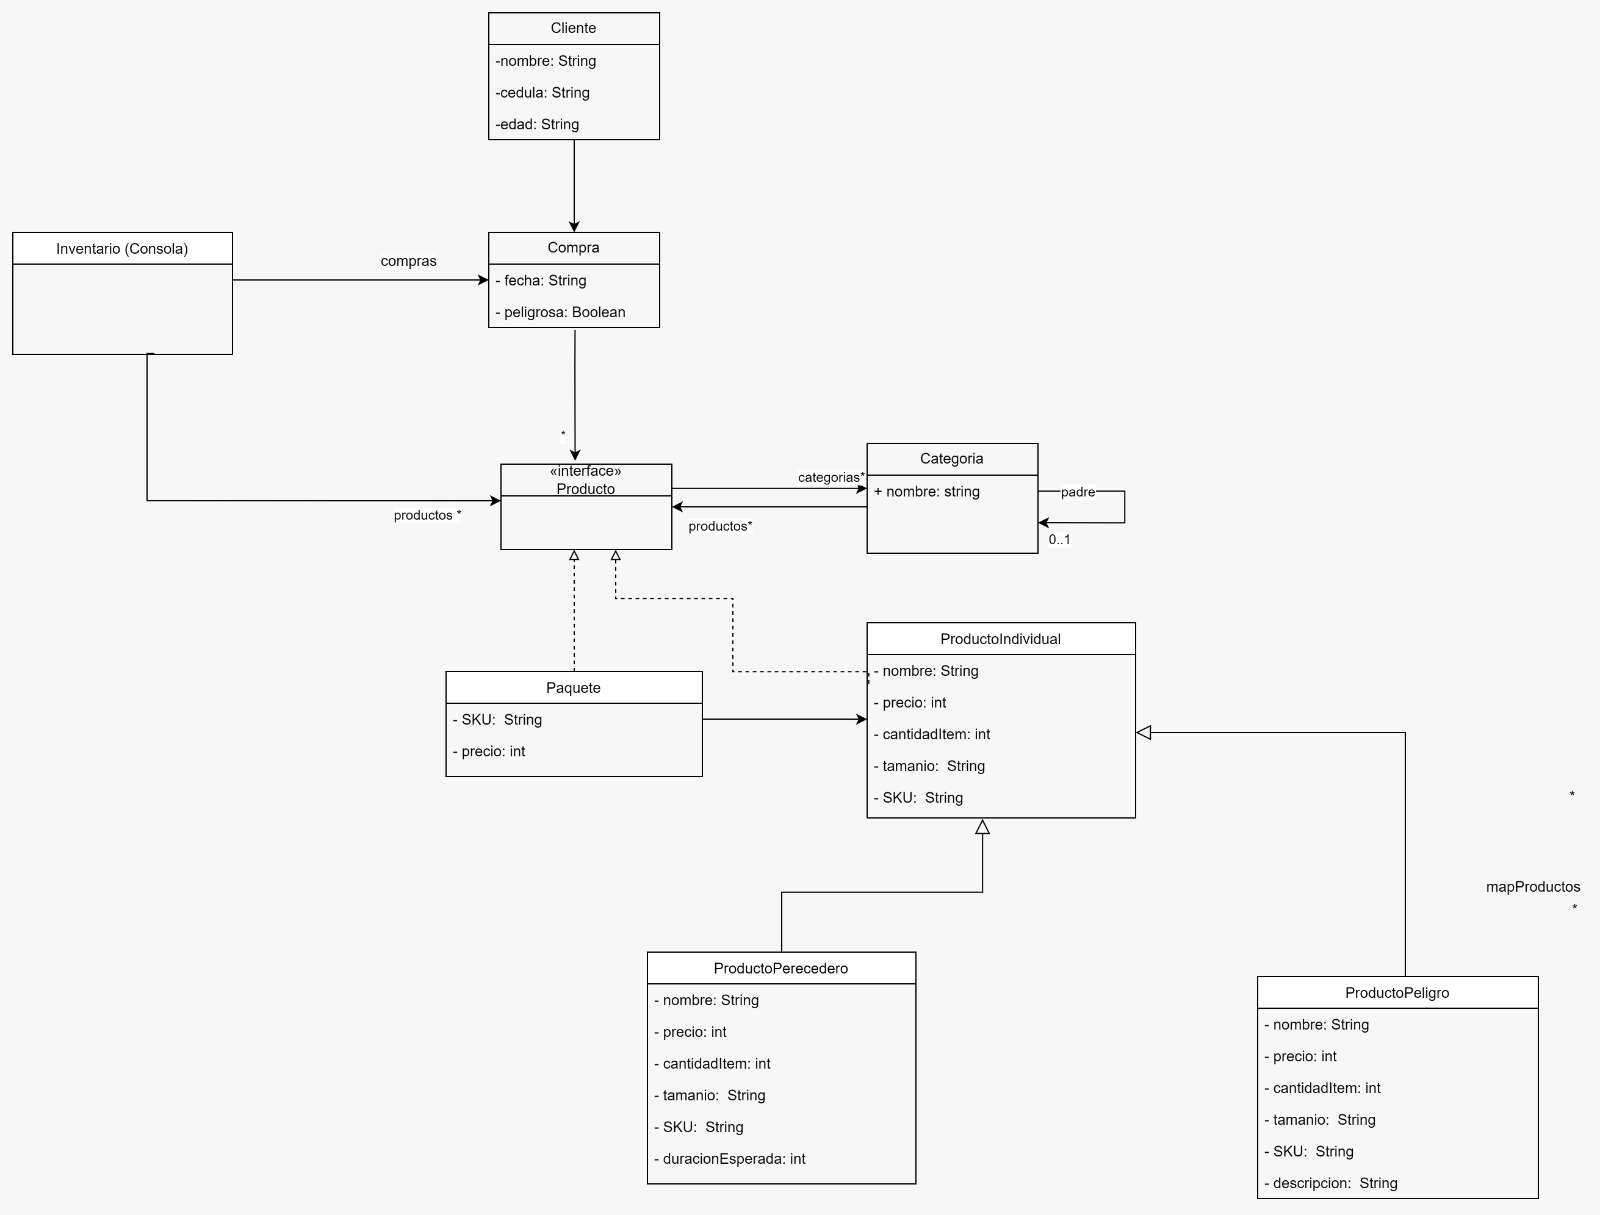 Cliente
-nombre: String
-cedula: String
-edad: String
Inventario (Consola)
compras
Compra
- fecha: String
- peligrosa: Boolean
*
«interface»
Producto
productos *
categorias*
productos*
Categoria
+ nombre: string
padre
0..1
Paquete
- SKU:  String
- precio: int
ProductoIndividual
- nombre: String
- precio: int
- cantidadItem: int
- tamanio:  String
- SKU:  String
*
mapProductos
*
ProductoPerecedero
- nombre: String
- precio: int
- cantidadItem: int
- tamanio:  String
- SKU:  String
- duracionEsperada: int
ProductoPeligro
- nombre: String
- precio: int
- cantidadItem: int
- tamanio:  String
- SKU:  String
- descripcion:  String